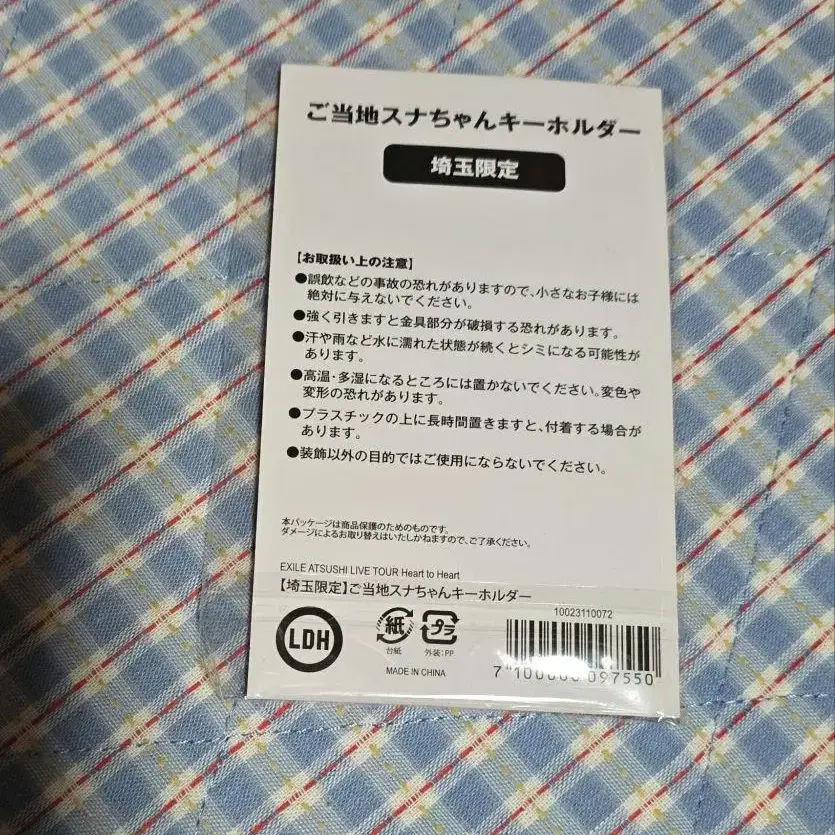 ご当地スナちゃんキーホルダー
埼玉限定
【お取扱い上の注意】
●誤飲などの事故の恐れがありますので、小さなお子様には
絶対に与えないでください。
●強く引きますと金具部分が破損する恐れがあります。
●汗や雨など水に濡れた状態が続くとシミになる可能性が
あります。
●高温・多湿になるところには置かないでください。変色や
変形の恐れがあります。
●プラスチックの上に長時間置きますと、付着する場合が
あります。
●装飾以外の目的ではご使用にならないでください。
本パッケージは商品保護のためのものです。
ダメージによるお取り替えはいたしかねますので、ご了承ください。
EXILE ATSUSHI LIVE TOUR Heart to Heart
【埼玉限定】ご当地スナちゃんキーホルダー
LDH
紙
台紙
プラ
外装:PP
MADE IN CHINA
10023110072